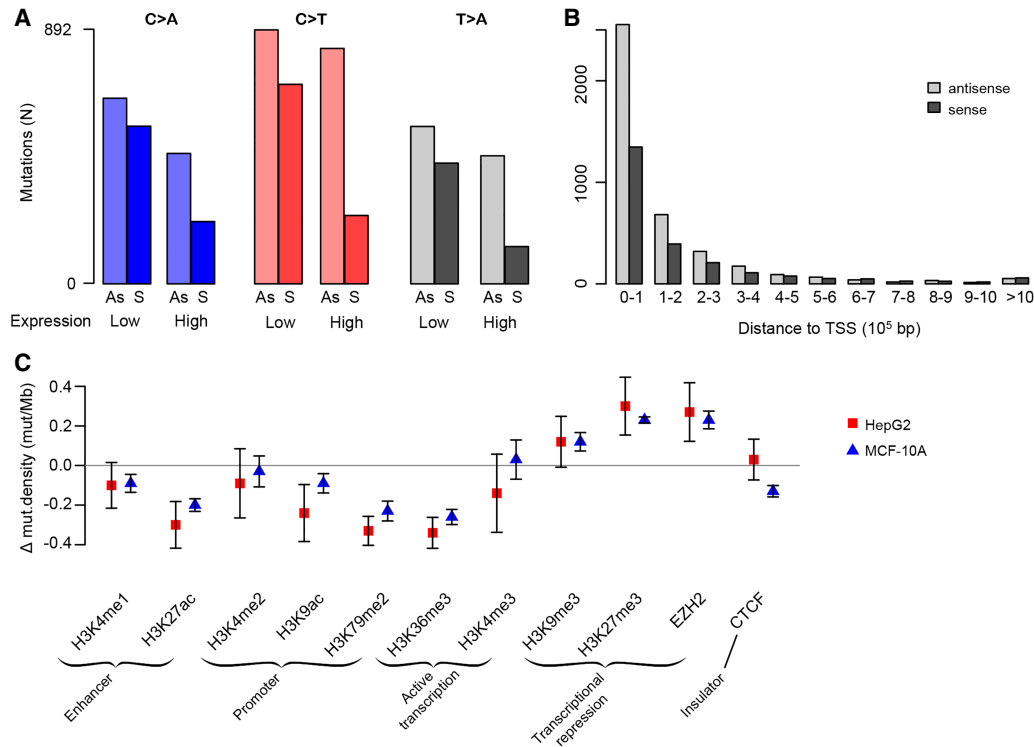 A
C>A
C>T
T>A
892
Mutations (N)
0
As S As S As S As S As S As S
Expression Low High Low High Low High
B
2000
1000
0
antisense
sense
0-1 1-2 2-3 3-4 4-5 5-6 6-7 7-8 8-9 9-10 >10
Distance to TSS (10⁵ bp)
C
Δ mut.density (mut/Mb)
0.4
0.2
0.0
-0.2
-0.4
HepG2
MCF-10A
H3K4me1
H3K27ac
H3K4me2
H3K9ac
H3K79me2
H3K36me3
H3K4me3
H3K9me3
H3K27me3
EZH2
CTCF
Enhancer
Promoter
Active
transcription
Transcriptional
repression
Insulator